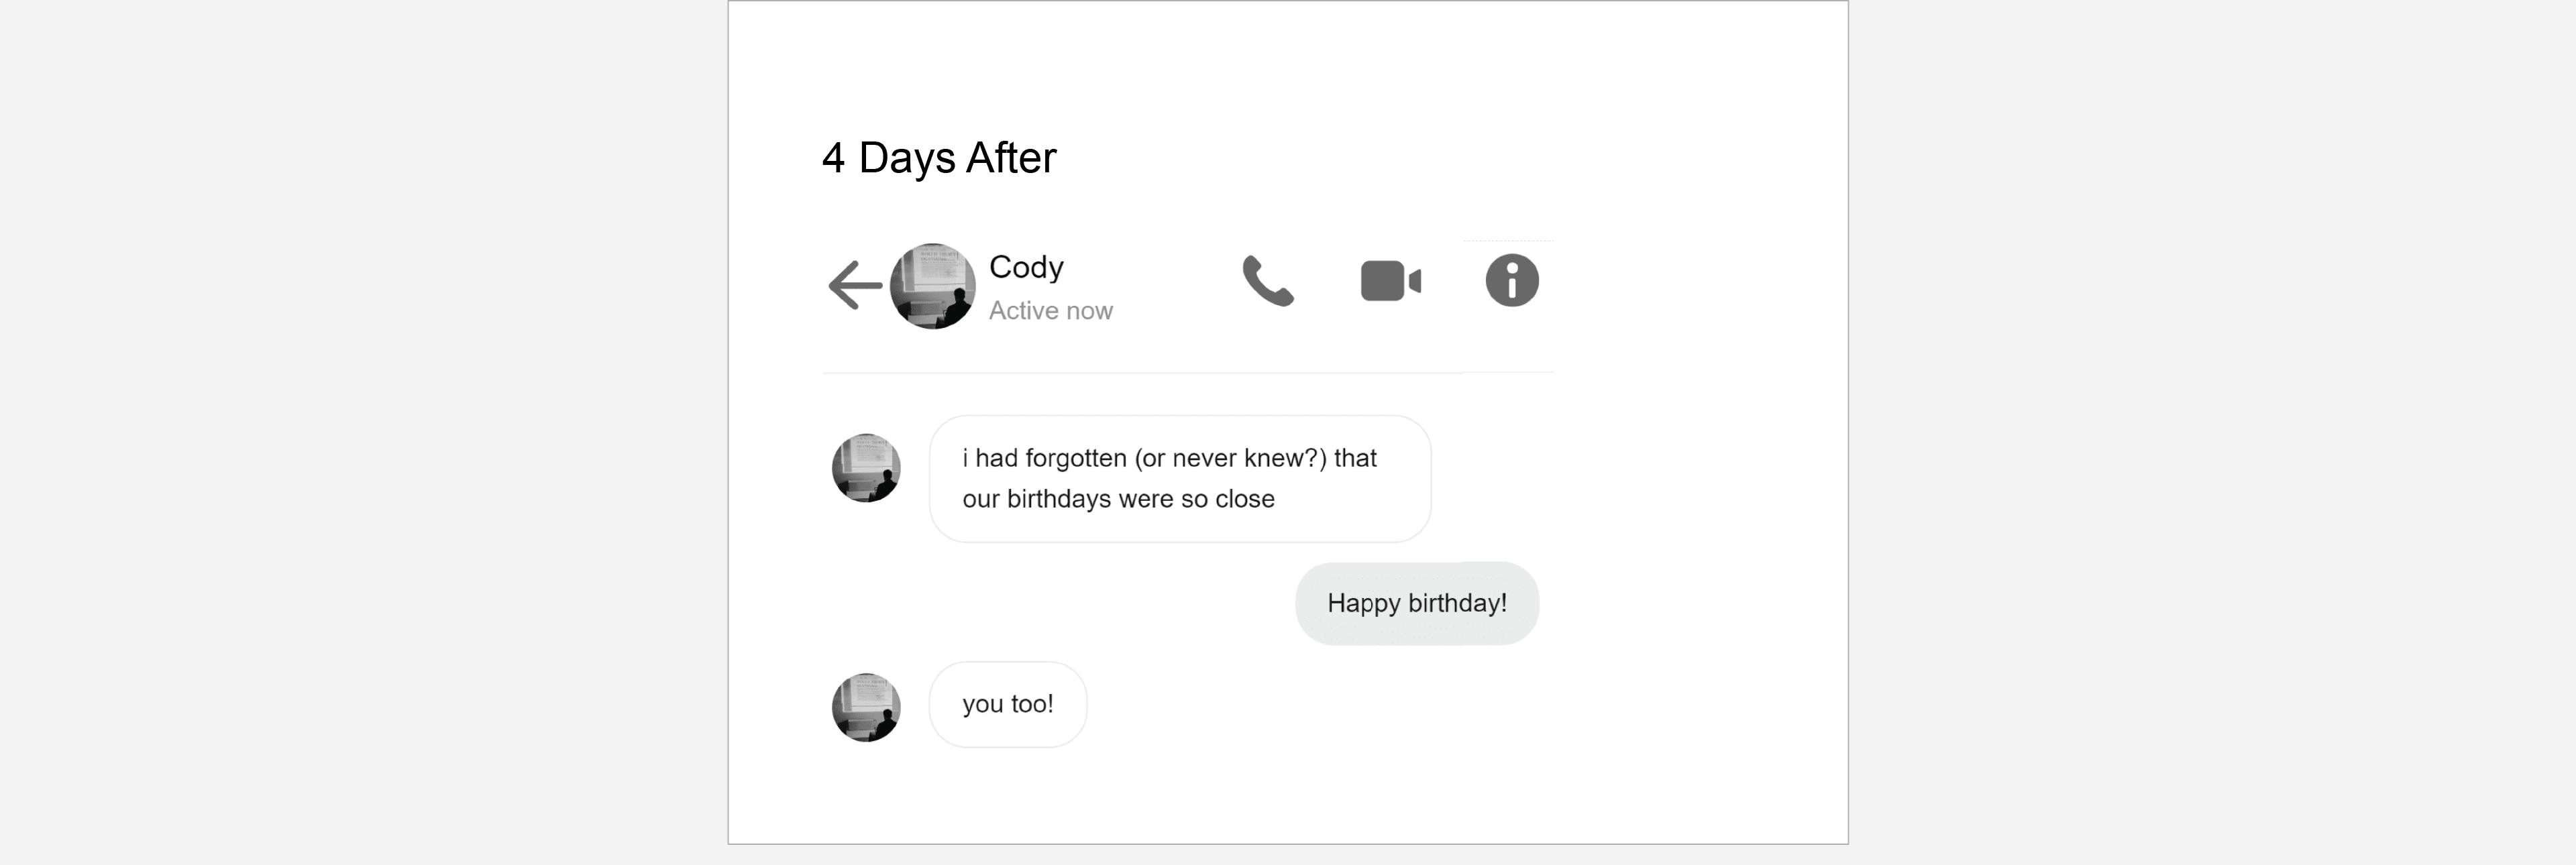 4 Days After
Cody
Active now
i had forgotten (or never knew?) that
our birthdays were so close
Happy birthday!
you too!